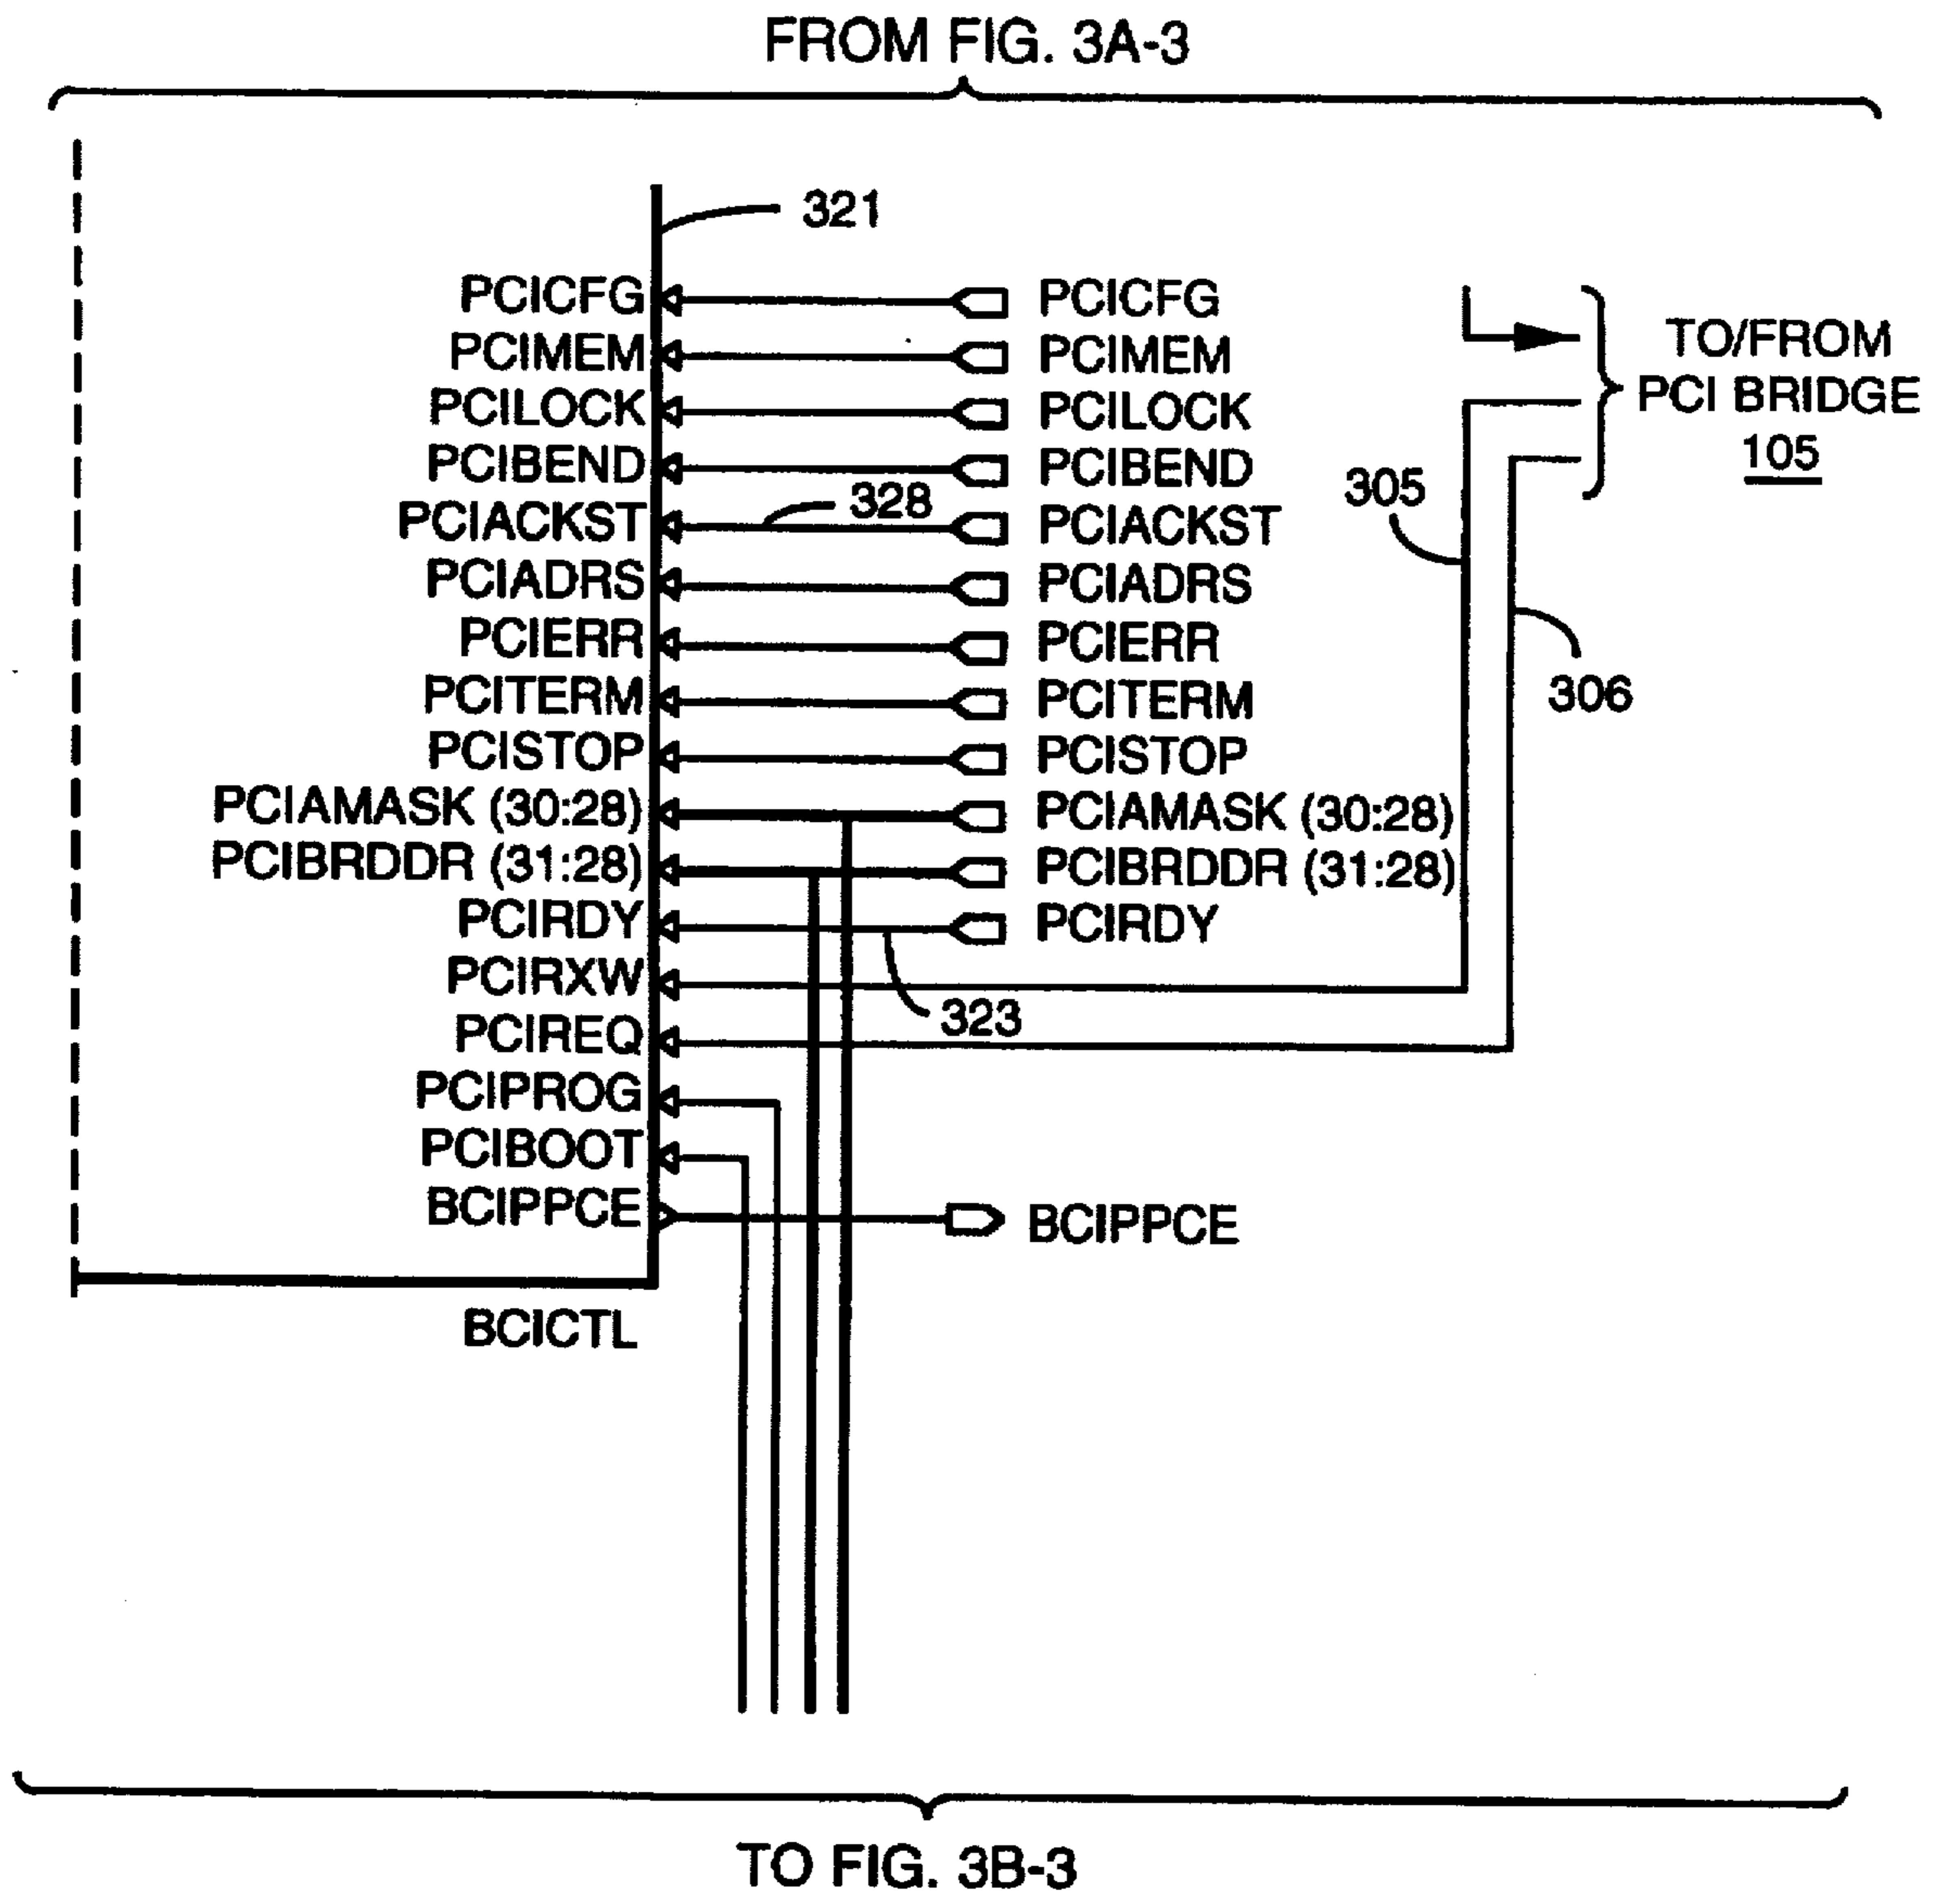 FROM FIG. 3A-3
321
PCICFG PCICFG
PCIMEM PCIMEM
PCILOCK PCILOCK
PCIBEND PCIBEND
PCIACKST 328 PCIACKST
PCIADRS PCIADRS
PCIERR PCIERR
PCITERM PCITERM
PCISTOP PCISTOP
PCIAMASK (30:28) PCIAMASK (30:28)
PCIBRDDR (31:28) PCIBRDDR (31:28)
PCIRDY PCIRDY
PCIRXW
323
PCIREQ
PCIPROG
PCIBOOT
BCIPPCE BCIPPCE
BCICTL
TO/FROM
PCI BRIDGE
105
305
306
TO FIG. 3B-3